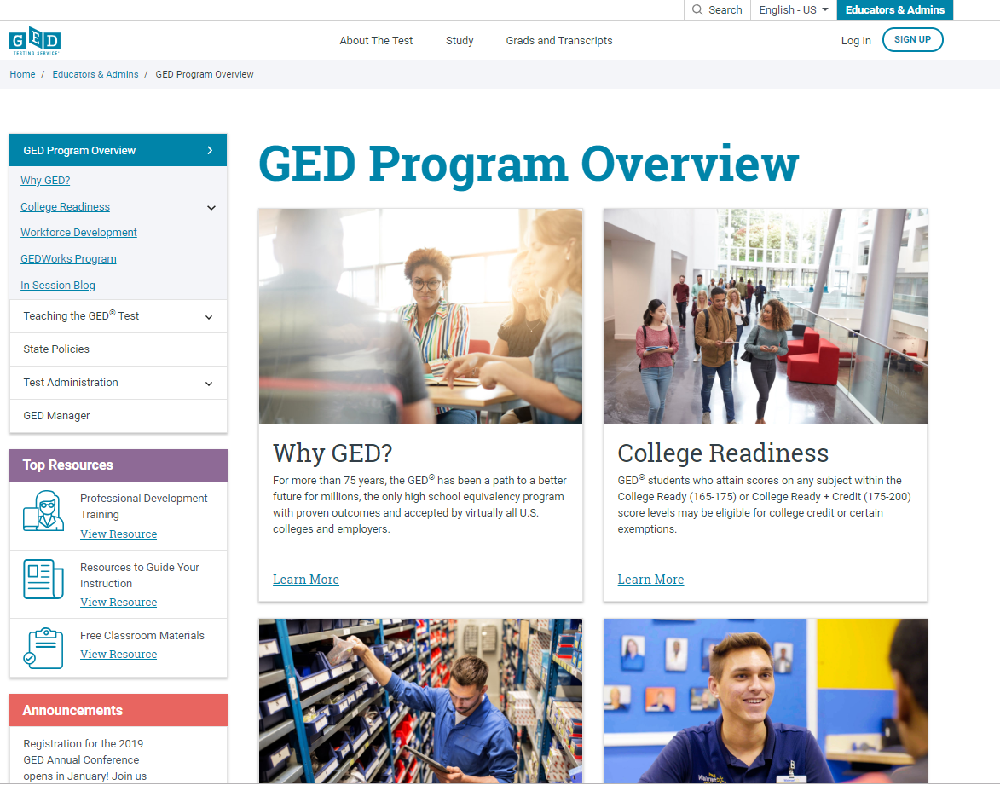 Search
English - US
Educators & Admins
GED
TESTING SERVICE
About The Test
Study
Grads and Transcripts
Log In
SIGN UP
Home / Educators & Admins / GED Program Overview
GED Program Overview
Why GED?
College Readiness
Workforce Development
GEDWorks Program
In Session Blog
Teaching the GED® Test
State Policies
Test Administration
GED Manager
Top Resources
Professional Development
Training
View Resource
Resources to Guide Your
Instruction
View Resource
Free Classroom Materials
View Resource
Announcements
Registration for the 2019
GED Annual Conference
opens in January! Join us
GED Program Overview
Why GED?
For more than 75 years, the GED® has been a path to a better
future for millions, the only high school equivalency program
with proven outcomes and accepted by virtually all U.S.
colleges and employers.
Learn More
College Readiness
GED® students who attain scores on any subject within the
College Ready (165-175) or College Ready + Credit (175-200)
score levels may be eligible for college credit or certain
exemptions.
Learn More
Walmart